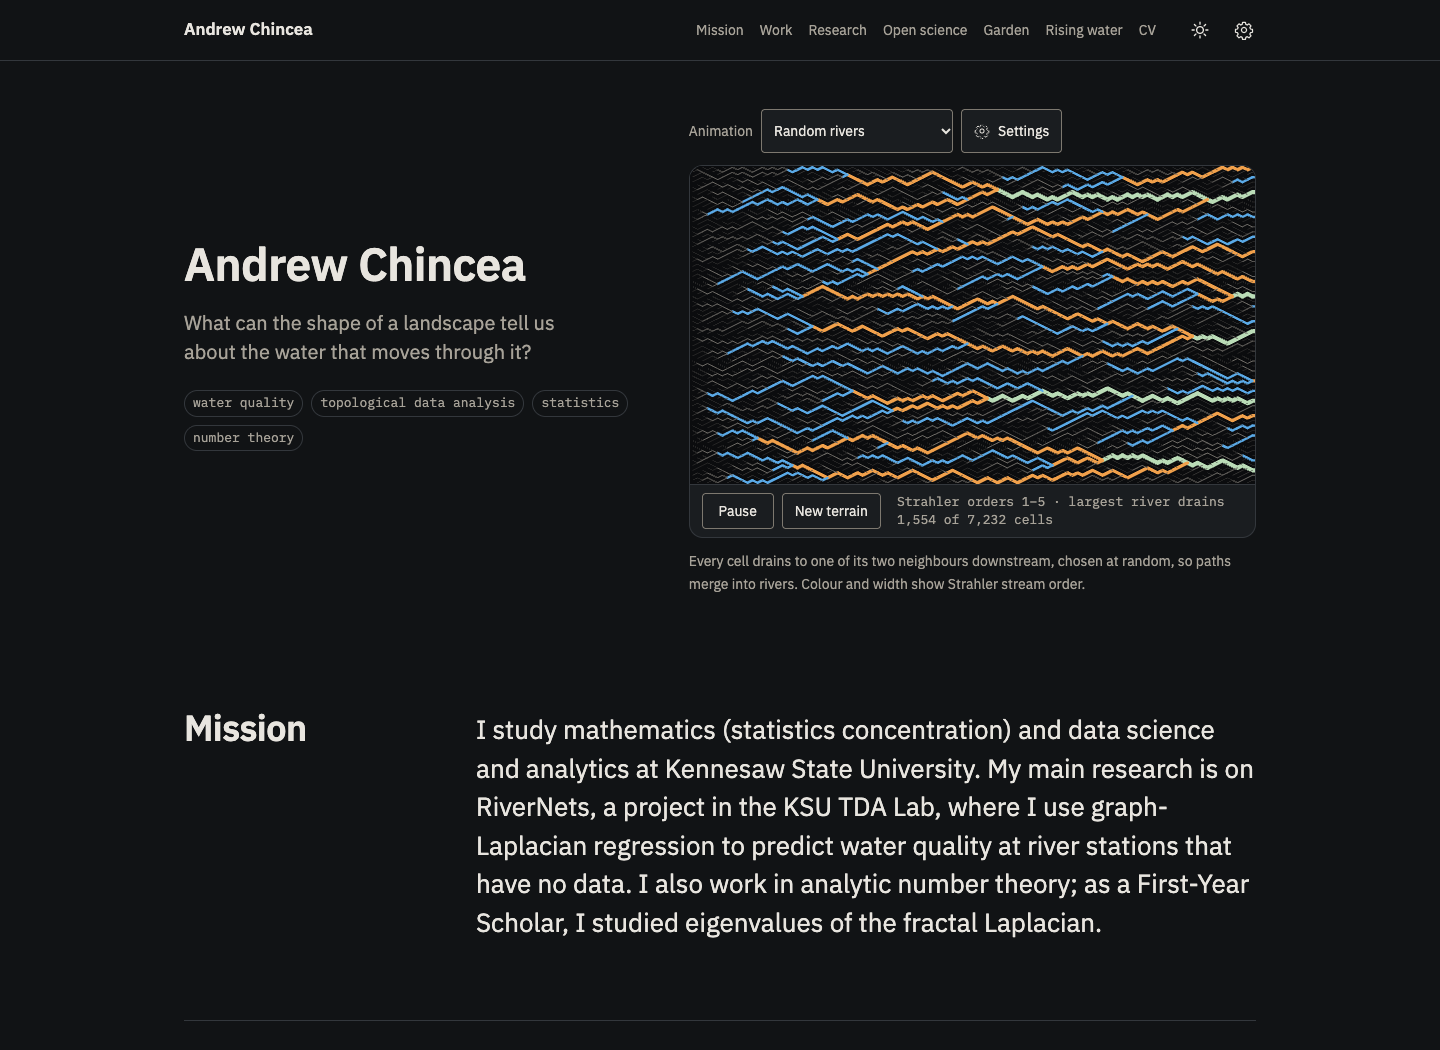 Andrew Chincea
Mission Work Research Open science Garden Rising water CV
Animation Random rivers Settings
Andrew Chincea
What can the shape of a landscape tell us
about the water that moves through it?
water quality topological data analysis statistics
number theory
Pause New terrain
Strahler orders 1–5 · largest river drains
1,554 of 7,232 cells
Every cell drains to one of its two neighbours downstream, chosen at random, so paths
merge into rivers. Colour and width show Strahler stream order.
Mission
I study mathematics (statistics concentration) and data science
and analytics at Kennesaw State University. My main research is on
RiverNets, a project in the KSU TDA Lab, where I use graph-
Laplacian regression to predict water quality at river stations that
have no data. I also work in analytic number theory; as a First-Year
Scholar, I studied eigenvalues of the fractal Laplacian.